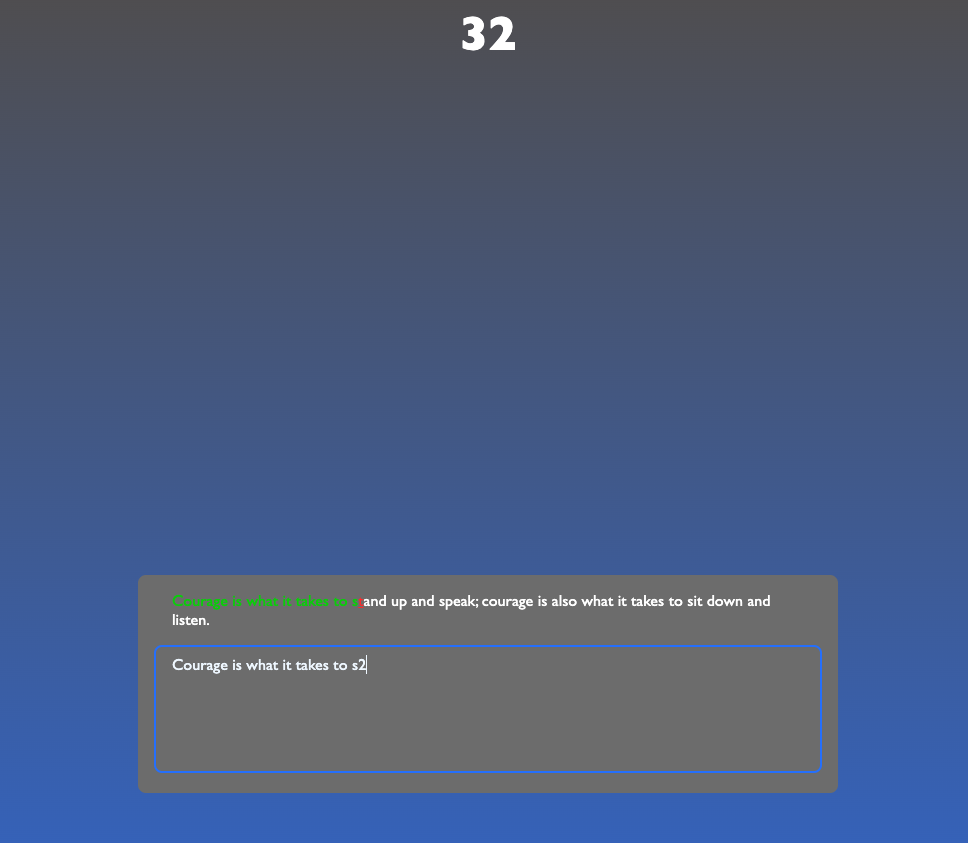 32
Courage is what it takes to stand up and speak; courage is also what it takes to sit down and
listen.
Courage is what it takes to s2